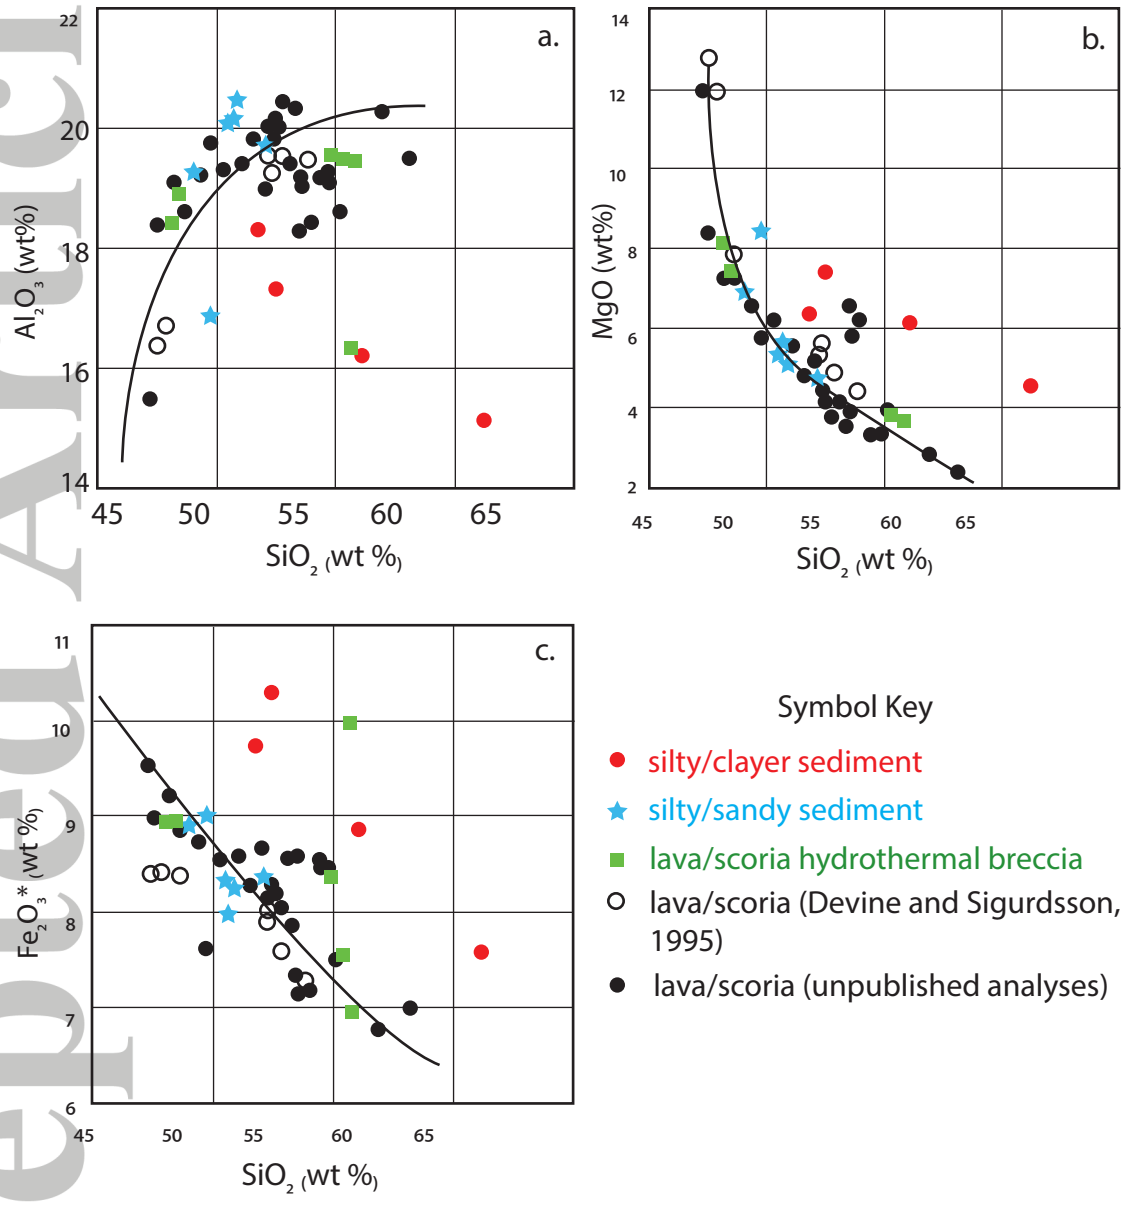 Accepted Article
22
20
18
16
14
Al2O3 (wt%)
a.
45 50 55 60 65
SiO2 (wt %)
14
12
10
8
6
4
2
MgO (wt%)
b.
45 50 55 60 65
SiO2 (wt %)
11
10
9
8
7
6
Fe2O3* (wt %)
c.
45 50 55 60 65
SiO2 (wt %)
Symbol Key
silty/clayer sediment
silty/sandy sediment
lava/scoria hydrothermal breccia
lava/scoria (Devine and Sigurdsson,
1995)
lava/scoria (unpublished analyses)